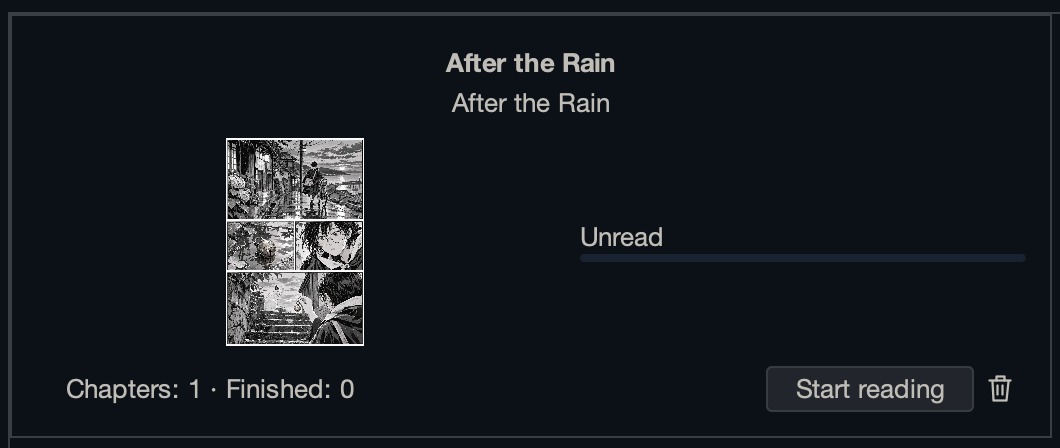 After the Rain
After the Rain
Unread
Chapters: 1 · Finished: 0
Start reading